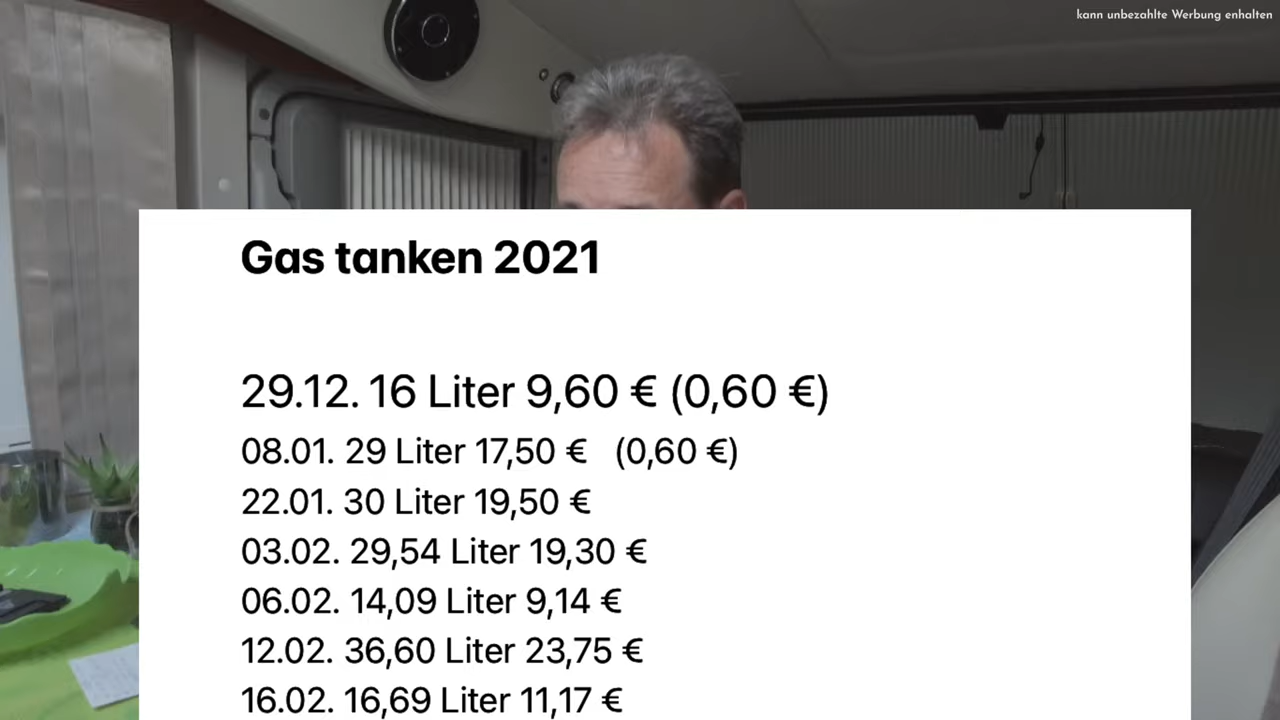 kann unbezahlte Werbung enhalten
Gas tanken 2021
29.12. 16 Liter 9,60 € (0,60 €)
08.01. 29 Liter 17,50 € (0,60 €)
22.01. 30 Liter 19,50 €
03.02. 29,54 Liter 19,30 €
06.02. 14,09 Liter 9,14 €
12.02. 36,60 Liter 23,75 €
16.02. 16,69 Liter 11,17 €